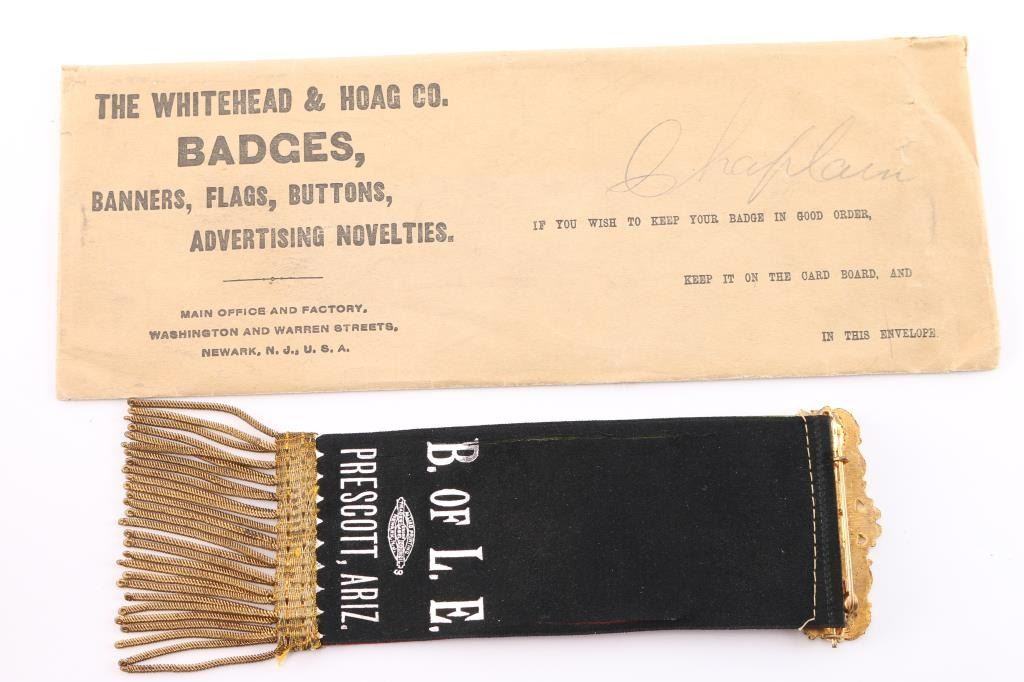 THE WHITEHEAD & HOAG CO.
BADGES,
BANNERS, FLAGS, BUTTONS,
ADVERTISING NOVELTIES.
MAIN OFFICE AND FACTORY,
WASHINGTON AND WARREN STREETS,
NEWARK, N. J., U. S. A.
Chaplain
IF YOU WISH TO KEEP YOUR BADGE IN GOOD ORDER,
KEEP IT ON THE CARD BOARD, AND
IN THIS ENVELOPE.
B. OF L. E.
PRESCOTT, ARIZ.